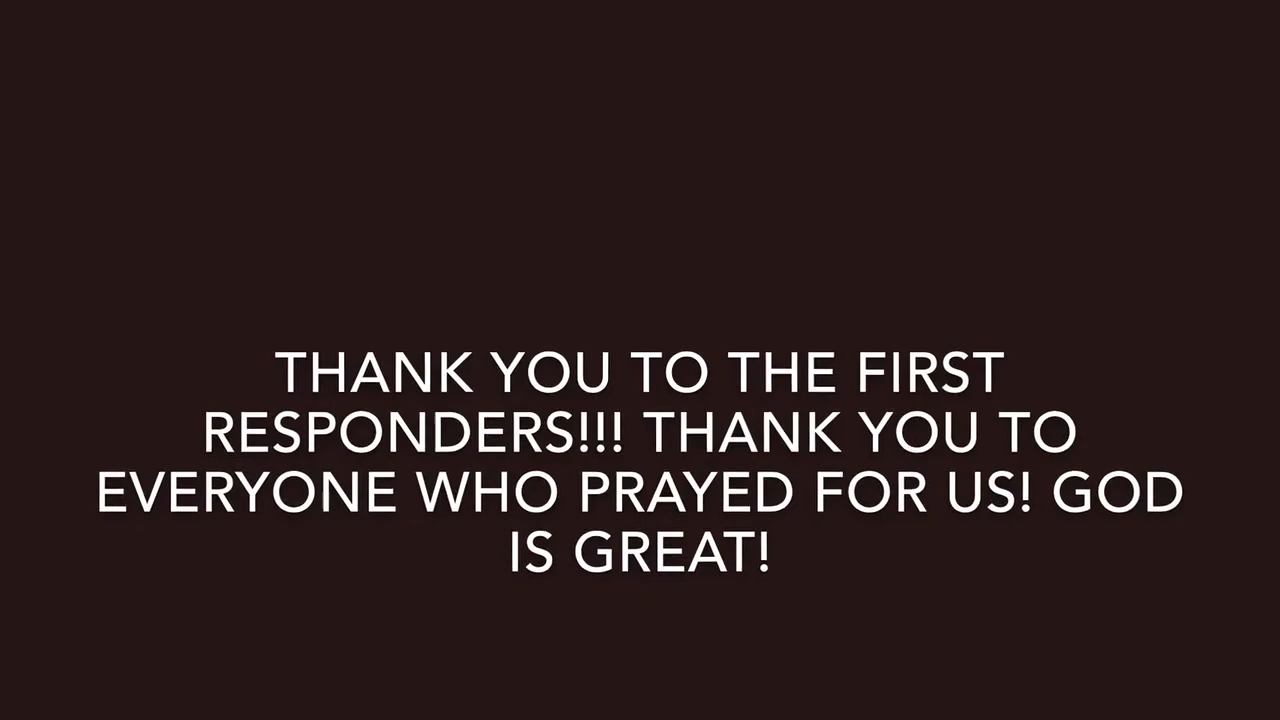 THANK YOU TO THE FIRST
RESPONDERS!!! THANK YOU TO
EVERYONE WHO PRAYED FOR US! GOD
IS GREAT!